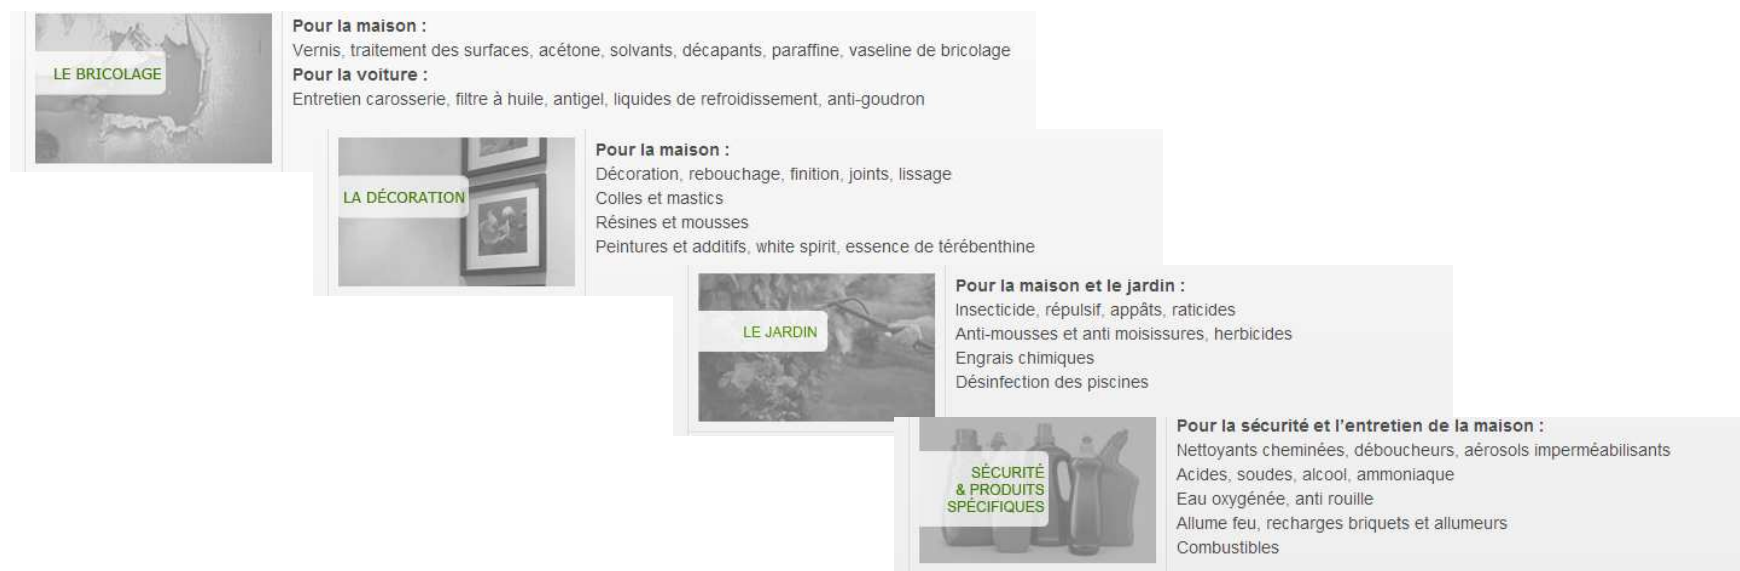 LE BRICOLAGE
Pour la maison :
Vernis, traitement des surfaces, acétone, solvants, décapants, paraffine, vaseline de bricolage
Pour la voiture :
Entretien carosserie, filtre à huile, antigel, liquides de refroidissement, anti-goudron
LA DÉCORATION
Pour la maison :
Décoration, rebouchage, finition, joints, lissage
Colles et mastics
Résines et mousses
Peintures et additifs, white spirit, essence de térébenthine
LE JARDIN
Pour la maison et le jardin :
Insecticide, répulsif, appâts, raticides
Anti-mousses et anti moisissures, herbicides
Engrais chimiques
Désinfection des piscines
SÉCURITÉ
& PRODUITS
SPÉCIFIQUES
Pour la sécurité et l'entretien de la maison :
Nettoyants cheminées, déboucheurs, aérosols imperméabilisants
Acides, soudes, alcool, ammoniaque
Eau oxygénée, anti rouille
Allume feu, recharges briquets et allumeurs
Combustibles